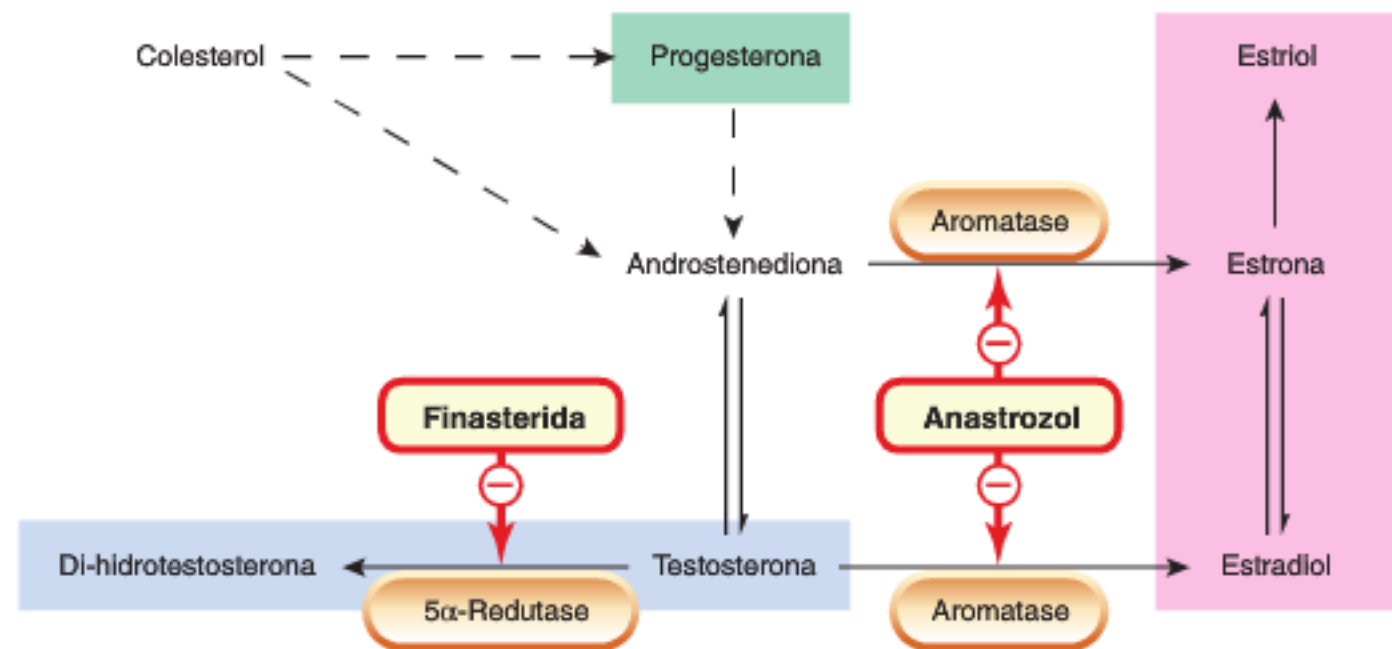 Colesterol
Progesterona
Estriol
Aromatase
Androstenediona
Estrona
Finasterida
Anastrozol
Di-hidrotestosterona
Testosterona
Estradiol
5α-Redutase
Aromatase